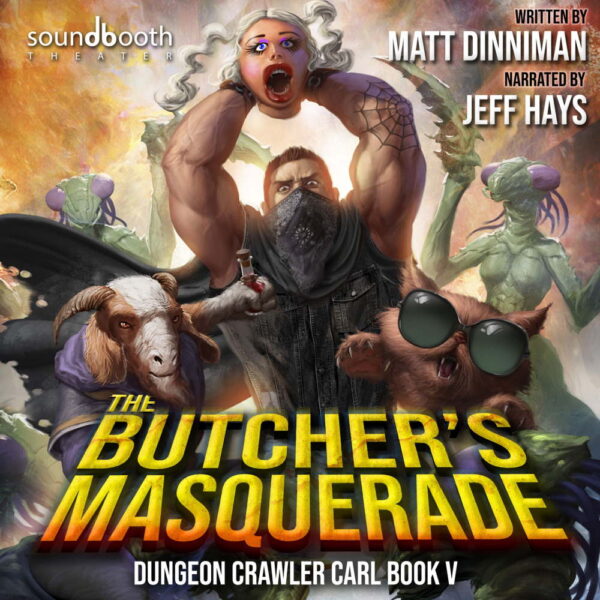 soundbooth
THEATER
WRITTEN BY
MATT DINNIMAN
NARRATED BY
JEFF HAYS
THE
BUTCHER'S
MASQUERADE
DUNGEON CRAWLER CARL BOOK V